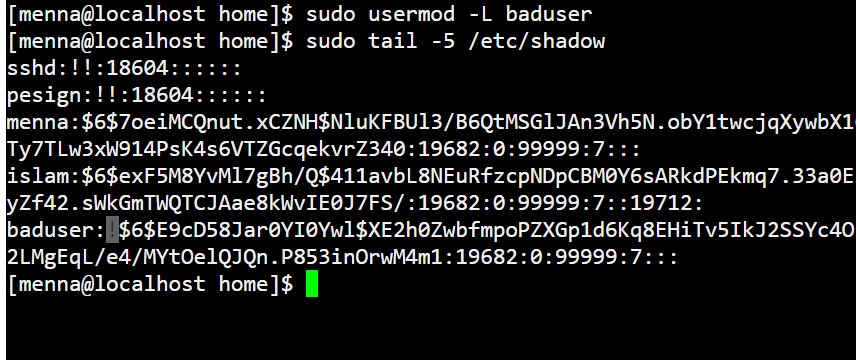 [menna@localhost home]$ sudo usermod -L baduser
[menna@localhost home]$ sudo tail -5 /etc/shadow
sshd:!!:18604::::::
pesign:!!:18604::::::
menna:$6$7oeiMCQnut.xCZNH$NluKFBUl3/B6QtMSGlJAn3Vh5N.obY1twcjqXywbX1
Ty7TLw3xW914PsK4s6VTZGcqekvrZ340:19682:0:99999:7:::
islam:$6$exF5M8YvMl7gBh/Q$411avbL8NEuRfzcpNDpCBM0Y6sARkdPEkmq7.33a0E
yZf42.sWkGmTWQTCJAae8kWvIE0J7FS/:19682:0:99999:7::19712:
baduser:!$6$E9cD58Jar0YI0Ywl$XE2h0ZwbfmpoPZXGp1d6Kq8EHiTv5IkJ2SSYc4O
2LMgEqL/e4/MYtOelQJQn.P853inOrwM4m1:19682:0:99999:7:::
[menna@localhost home]$